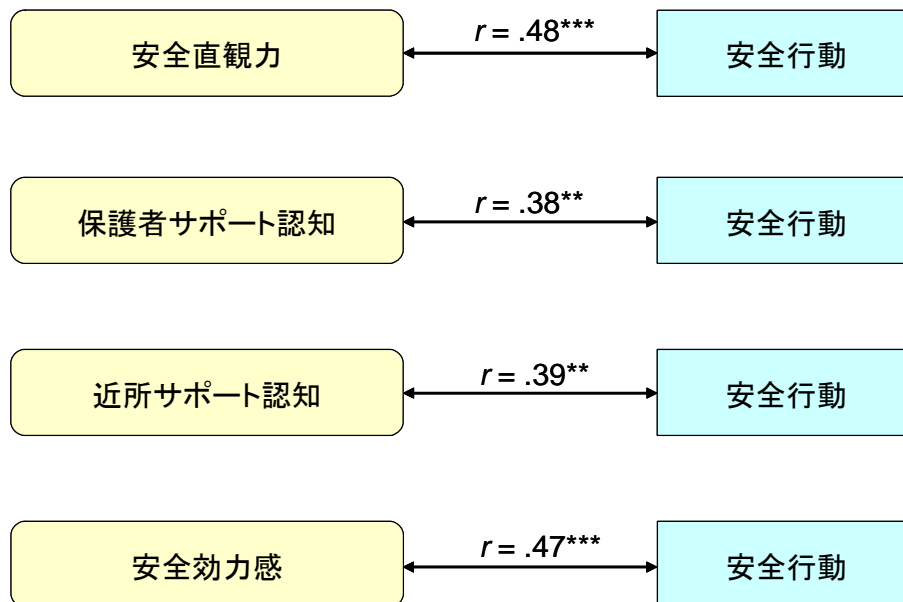 安全直観力
r = .48***
安全行動
保護者サポート認知
r = .38**
安全行動
近所サポート認知
r = .39**
安全行動
安全効力感
r = .47***
安全行動